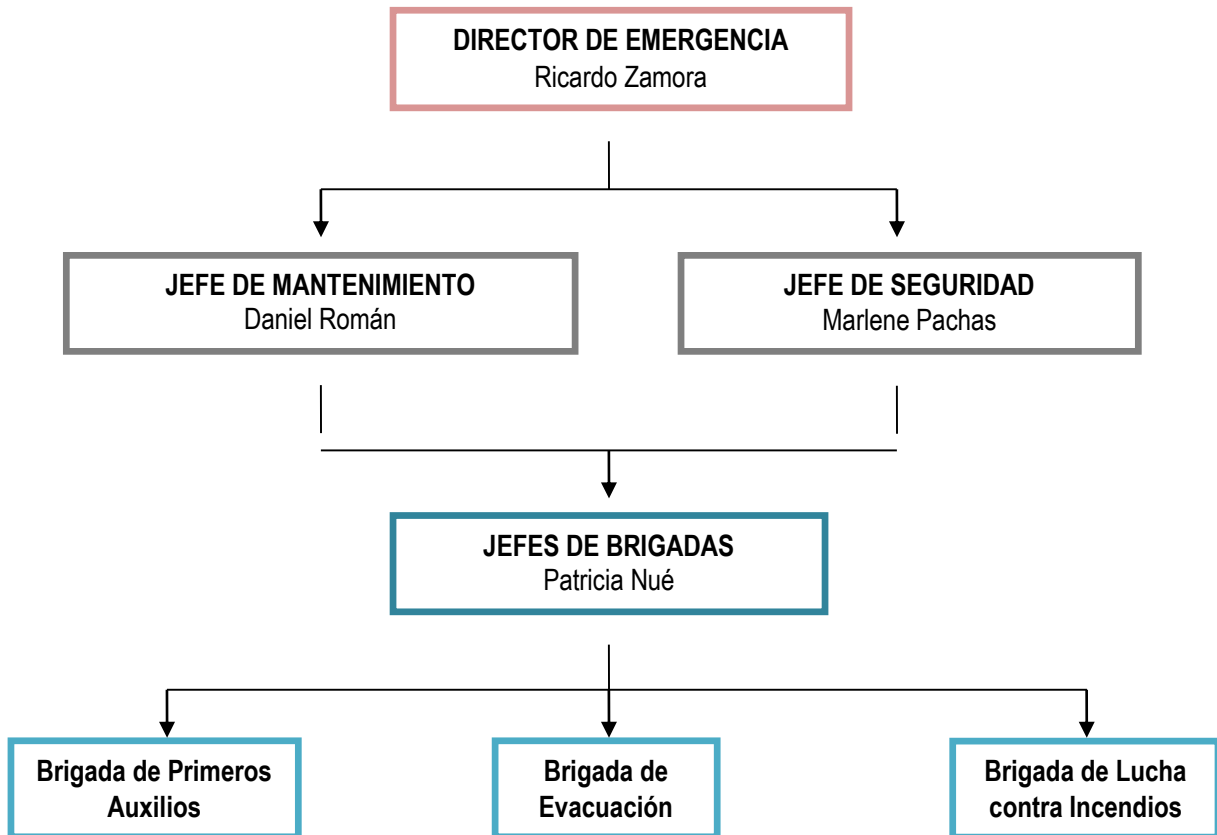 DIRECTOR DE EMERGENCIA
Ricardo Zamora
JEFE DE MANTENIMIENTO
Daniel Román
JEFE DE SEGURIDAD
Marlene Pachas
JEFES DE BRIGADAS
Patricia Nué
Brigada de Primeros
Auxilios
Brigada de
Evacuación
Brigada de Lucha
contra Incendios